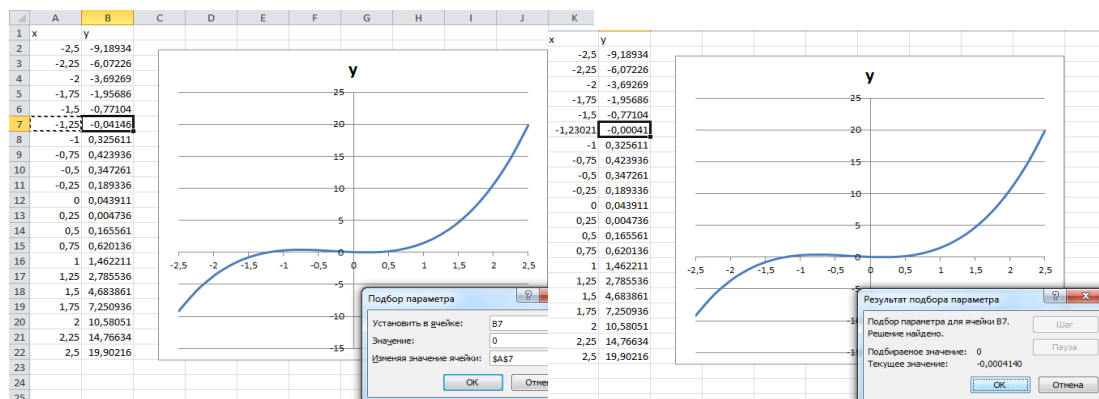 A B C D E F G H I J K
1 x y
2 -2,5 -9,18934
3 -2,25 -6,07226
4 -2 -3,69269
5 -1,75 -1,95686
6 -1,5 -0,77104
7 -1,25 -0,04146
8 -1 0,325611
9 -0,75 0,423936
10 -0,5 0,347261
11 -0,25 0,189336
12 0 0,043911
13 0,25 0,004736
14 0,5 0,165561
15 0,75 0,620136
16 1 1,462211
17 1,25 2,785536
18 1,5 4,683861
19 1,75 7,250936
20 2 10,58051
21 2,25 14,76634
22 2,5 19,90216
23
24
25
y
25
20
15
10
5
0
-2,5 -2 -1,5 -1 -0,5 0 0,5 1 1,5 2 2,5
-5
-10
-15
Подбор параметра
Установить в ячейке: B7
Значение: 0
Изменяя значение ячейки: $A$7
ОК
x y
-2,5 -9,18934
-2,25 -6,07226
-2 -3,69269
-1,75 -1,95686
-1,5 -0,77104
-1,23021 -0,00041
-1 0,325611
-0,75 0,423936
-0,5 0,347261
-0,25 0,189336
0 0,043911
0,25 0,004736
0,5 0,165561
0,75 0,620136
1 1,462211
1,25 2,785536
1,5 4,683861
1,75 7,250936
2 10,58051
2,25 14,76634
2,5 19,90216
y
25
20
15
10
5
0
-2,5 -2 -1,5 -1 -0,5 0 0,5 1 1,5 2 2,5
Результат подбора параметра
Подбор параметра для ячейки B7.
Решение найдено.
Подбираемое значение: 0
Текущее значение: -0,0004140
Шаг
Пауза
ОК Отмена